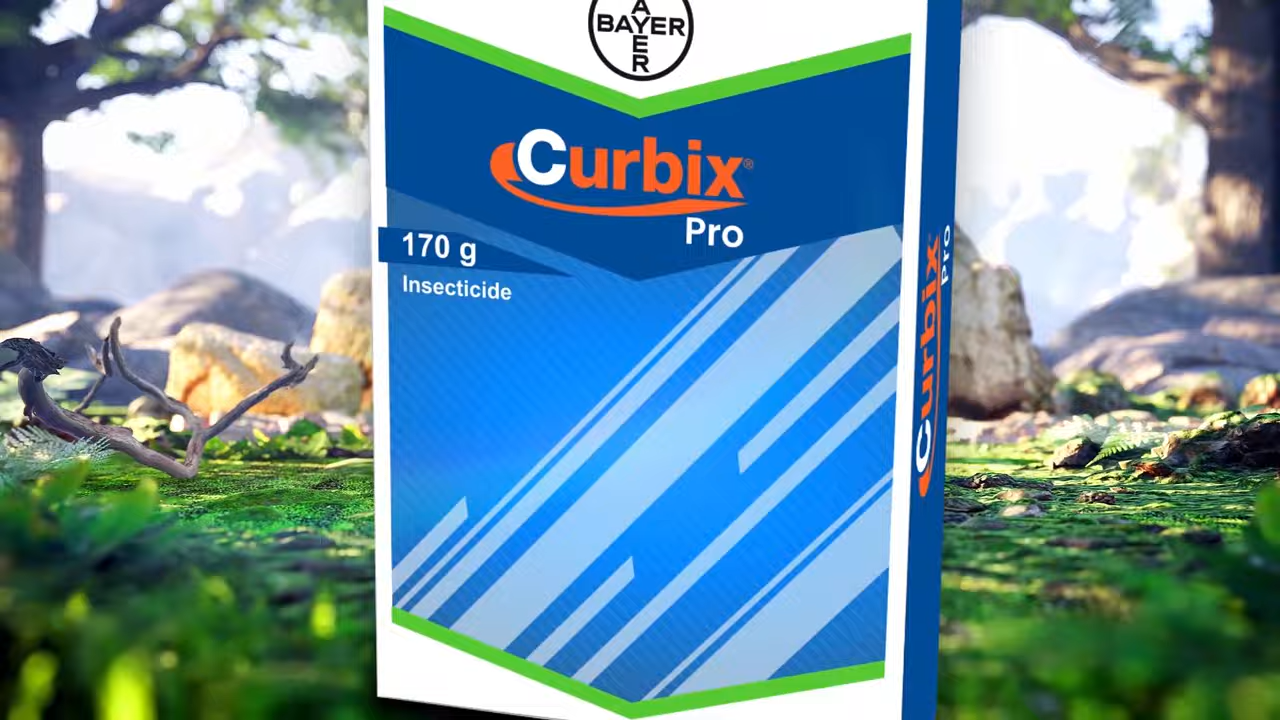 BAYER
BAYER
Curbix®
Pro
170 g
Insecticide
Curbix
Pro